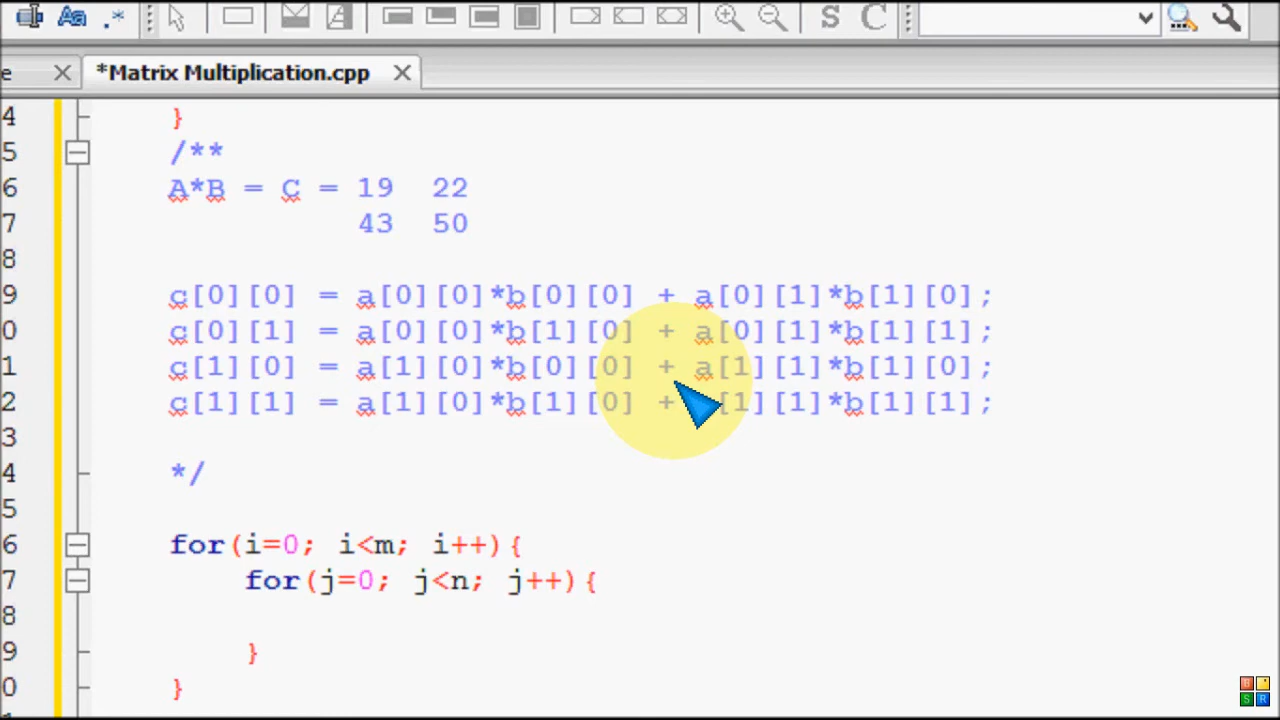 Aa .* S C
e *Matrix Multiplication.cpp
4 }
5 /**
6 A*B = C = 19 22
7 43 50
8
9 c[0][0] = a[0][0]*b[0][0] + a[0][1]*b[1][0];
0 c[0][1] = a[0][0]*b[1][0] + a[0][1]*b[1][1];
1 c[1][0] = a[1][0]*b[0][0] + a[1][1]*b[1][0];
2 c[1][1] = a[1][0]*b[1][0] + [1][1]*b[1][1];
3
4 */
5
6 for(i=0; i<m; i++){
7 for(j=0; j<n; j++){
8
9 }
0 }